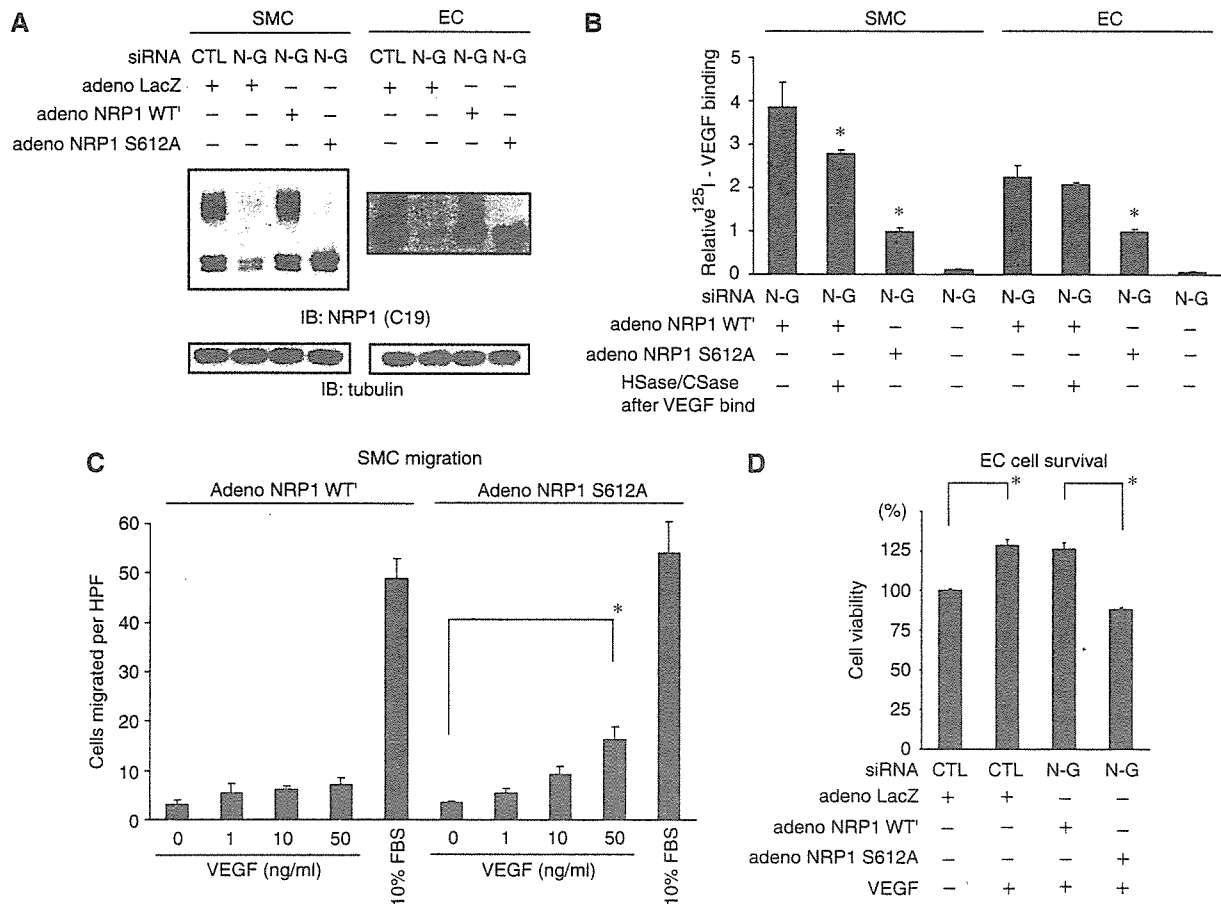 A
SMC EC
siRNA CTL N-G N-G N-G CTL N-G N-G N-G
adeno LacZ + + − − + + − −
adeno NRP1 WT' − − + − − − + −
adeno NRP1 S612A − − − + − − − +
IB: NRP1 (C19)
IB: tubulin
B
SMC EC
Relative 125I - VEGF binding
5
4
3
2
1
0
* * *
siRNA N-G N-G N-G N-G N-G N-G N-G N-G
adeno NRP1 WT' + + − − + + − −
adeno NRP1 S612A − − + − − − + −
HSase/CSase
after VEGF bind − + − − − + − −
C
SMC migration
Adeno NRP1 WT' Adeno NRP1 S612A
Cells migrated per HPF
60
50
40
30
20
10
0
*
0 1 10 50 10% FBS 0 1 10 50 10% FBS
VEGF (ng/ml) VEGF (ng/ml)
D
EC cell survival
* *
(%)
Cell viability
125
100
75
50
25
0
siRNA CTL CTL N-G N-G
adeno LacZ + + − −
adeno NRP1 WT' − − + −
adeno NRP1 S612A − − − +
VEGF − + + +